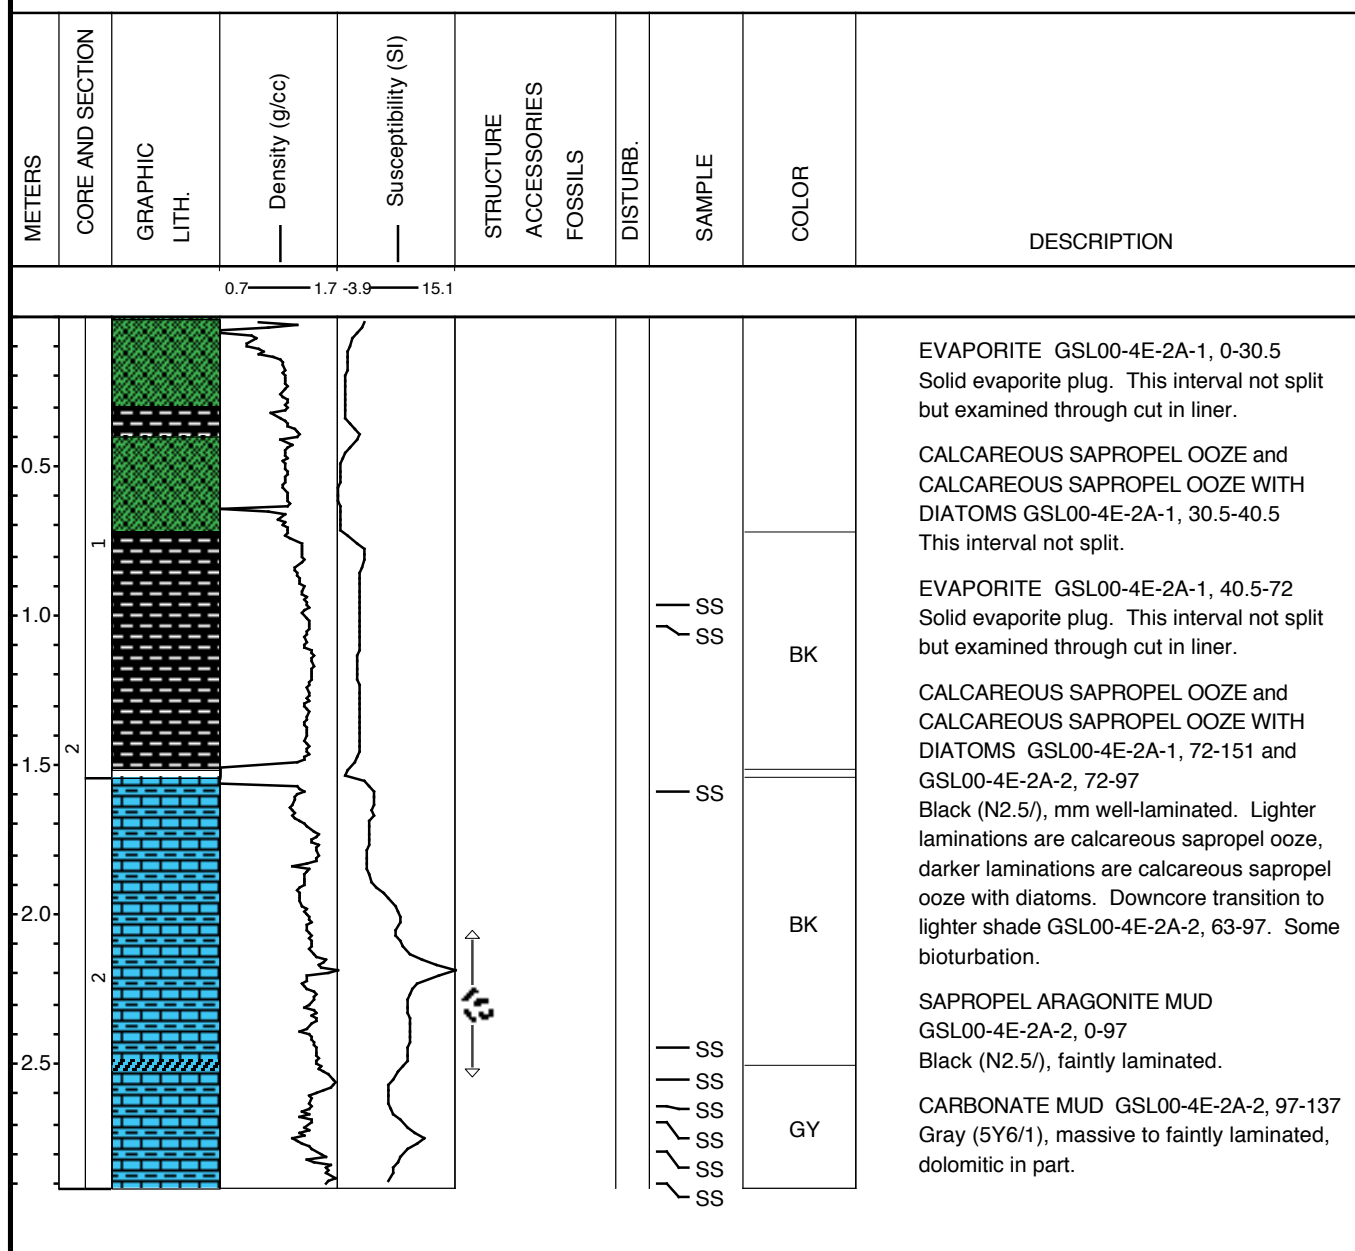 METERS
CORE AND SECTION
GRAPHIC
LITH.
Density (g/cc)
Susceptibility (SI)
STRUCTURE
ACCESSORIES
FOSSILS
DISTURB.
SAMPLE
COLOR
DESCRIPTION
0.7 1.7 -3.9 15.1
0.5
1.0
1.5
2.0
2.5
2
1
2
SS
SS
SS
SS
SS
SS
SS
SS
SS
BK
BK
GY
EVAPORITE GSL00-4E-2A-1, 0-30.5
Solid evaporite plug. This interval not split
but examined through cut in liner.
CALCAREOUS SAPROPEL OOZE and
CALCAREOUS SAPROPEL OOZE WITH
DIATOMS GSL00-4E-2A-1, 30.5-40.5
This interval not split.
EVAPORITE GSL00-4E-2A-1, 40.5-72
Solid evaporite plug. This interval not split
but examined through cut in liner.
CALCAREOUS SAPROPEL OOZE and
CALCAREOUS SAPROPEL OOZE WITH
DIATOMS GSL00-4E-2A-1, 72-151 and
GSL00-4E-2A-2, 72-97
Black (N2.5/), mm well-laminated. Lighter
laminations are calcareous sapropel ooze,
darker laminations are calcareous sapropel
ooze with diatoms. Downcore transition to
lighter shade GSL00-4E-2A-2, 63-97. Some
bioturbation.
SAPROPEL ARAGONITE MUD
GSL00-4E-2A-2, 0-97
Black (N2.5/), faintly laminated.
CARBONATE MUD GSL00-4E-2A-2, 97-137
Gray (5Y6/1), massive to faintly laminated,
dolomitic in part.